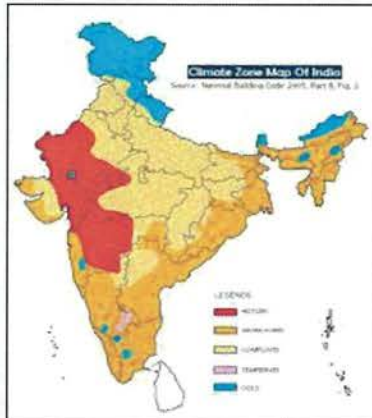 Climate Zone Map Of India
Source: National Building Code 2005, Part 8, Fig. 2
LEGENDS
HOT-DRY
WARM-HUMID
COMPOSITE
TEMPERATE
COLD